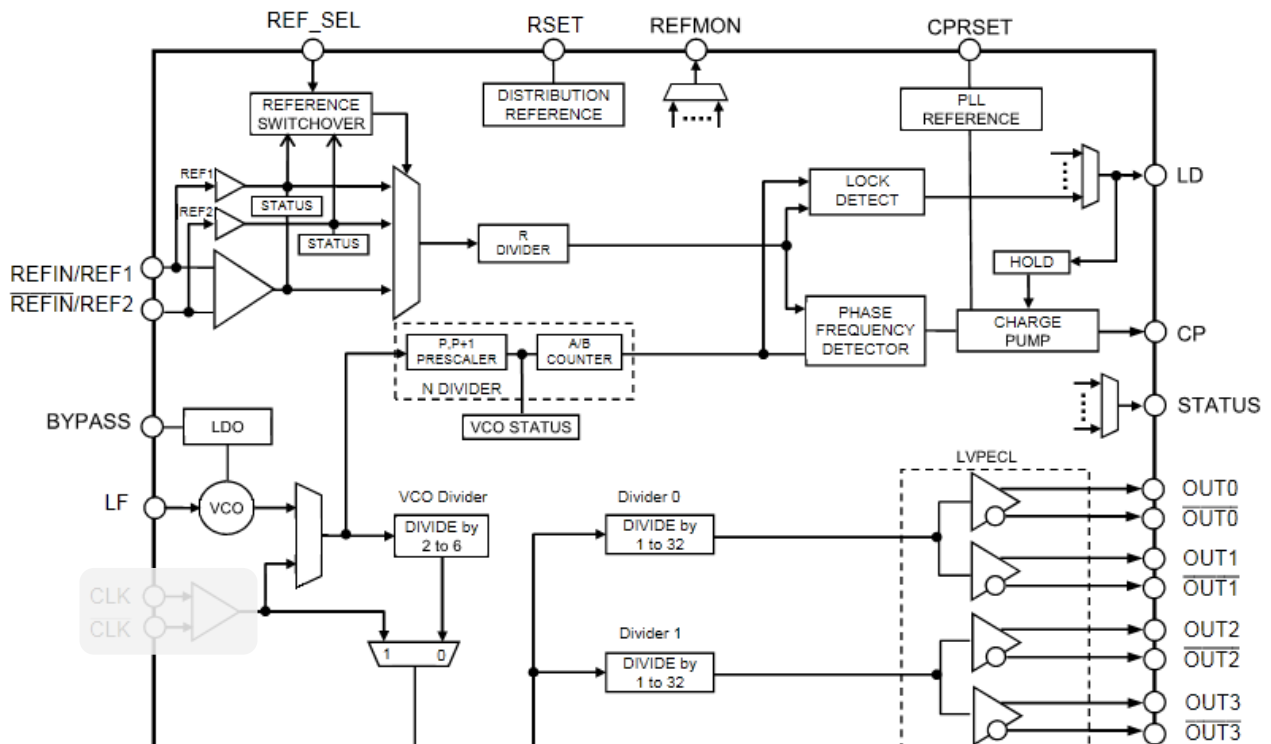 REF_SEL
RSET
REFMON
CPRSET
REFERENCE
SWITCHOVER
DISTRIBUTION
REFERENCE
PLL
REFERENCE
REF1
STATUS
REF2
STATUS
LOCK
DETECT
LD
R
DIVIDER
HOLD
REFIN/REF1
REFIN/REF2
PHASE
FREQUENCY
DETECTOR
CHARGE
PUMP
CP
P,P+1
PRESCALER
A/B
COUNTER
N DIVIDER
VCO STATUS
STATUS
BYPASS
LDO
LF
VCO
VCO Divider
DIVIDE by
2 to 6
Divider 0
DIVIDE by
1 to 32
LVPECL
OUT0
OUT0
OUT1
OUT1
CLK
CLK
1 0
Divider 1
DIVIDE by
1 to 32
OUT2
OUT2
OUT3
OUT3